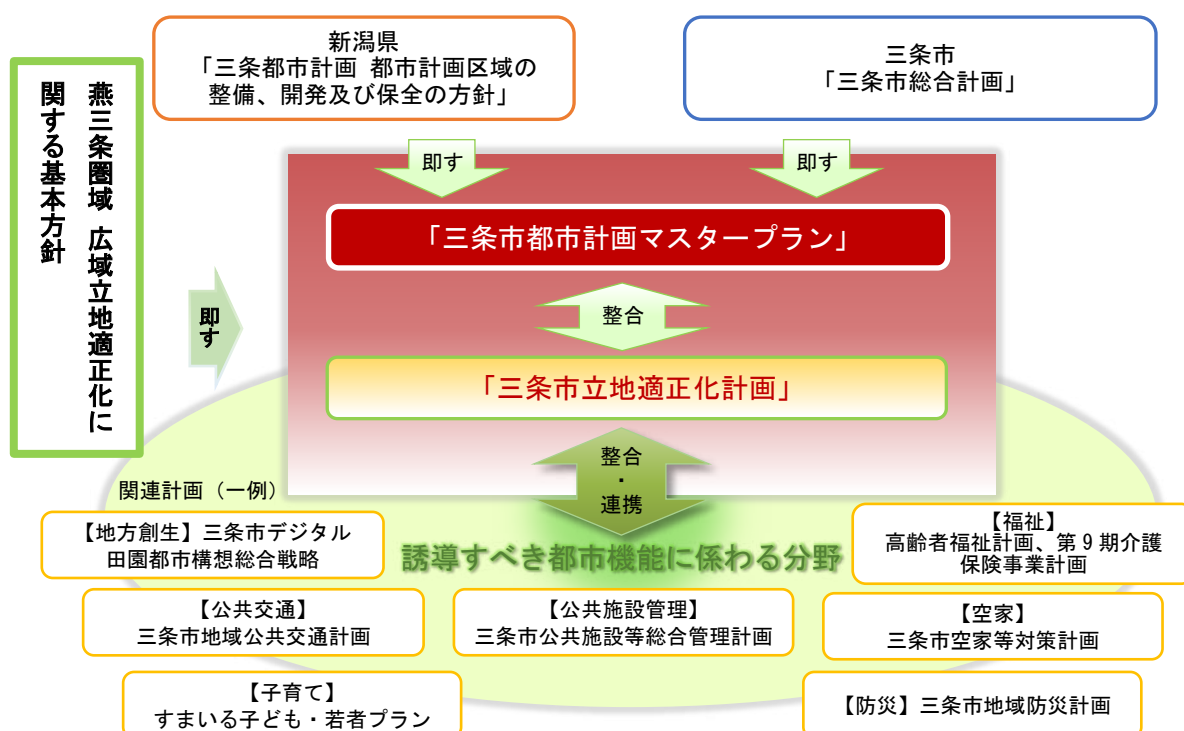 新潟県
「三条都市計画 都市計画区域の
整備、開発及び保全の方針」
三条市
「三条市総合計画」
燕三条圏域 広域立地適正化に
関する基本方針
即す
即す
「三条市都市計画マスタープラン」
整合
即す
「三条市立地適正化計画」
整合
・
連携
関連計画（一例）
【地方創生】三条市デジタル
田園都市構想総合戦略
誘導すべき都市機能に係わる分野
【福祉】
高齢者福祉計画、第９期介護
保険事業計画
【公共交通】
三条市地域公共交通計画
【公共施設管理】
三条市公共施設等総合管理計画
【空家】
三条市空家等対策計画
【子育て】
すまいる子ども・若者プラン
【防災】三条市地域防災計画